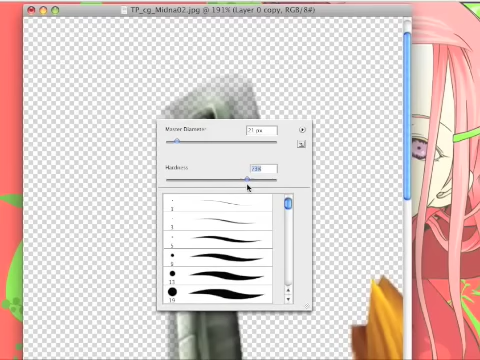 TP_cg_Midna02.jpg @ 191% (Layer 0 copy, RGB/8#)
Master Diameter:
21 px
Hardness
73%
1
3
5
9
13
19